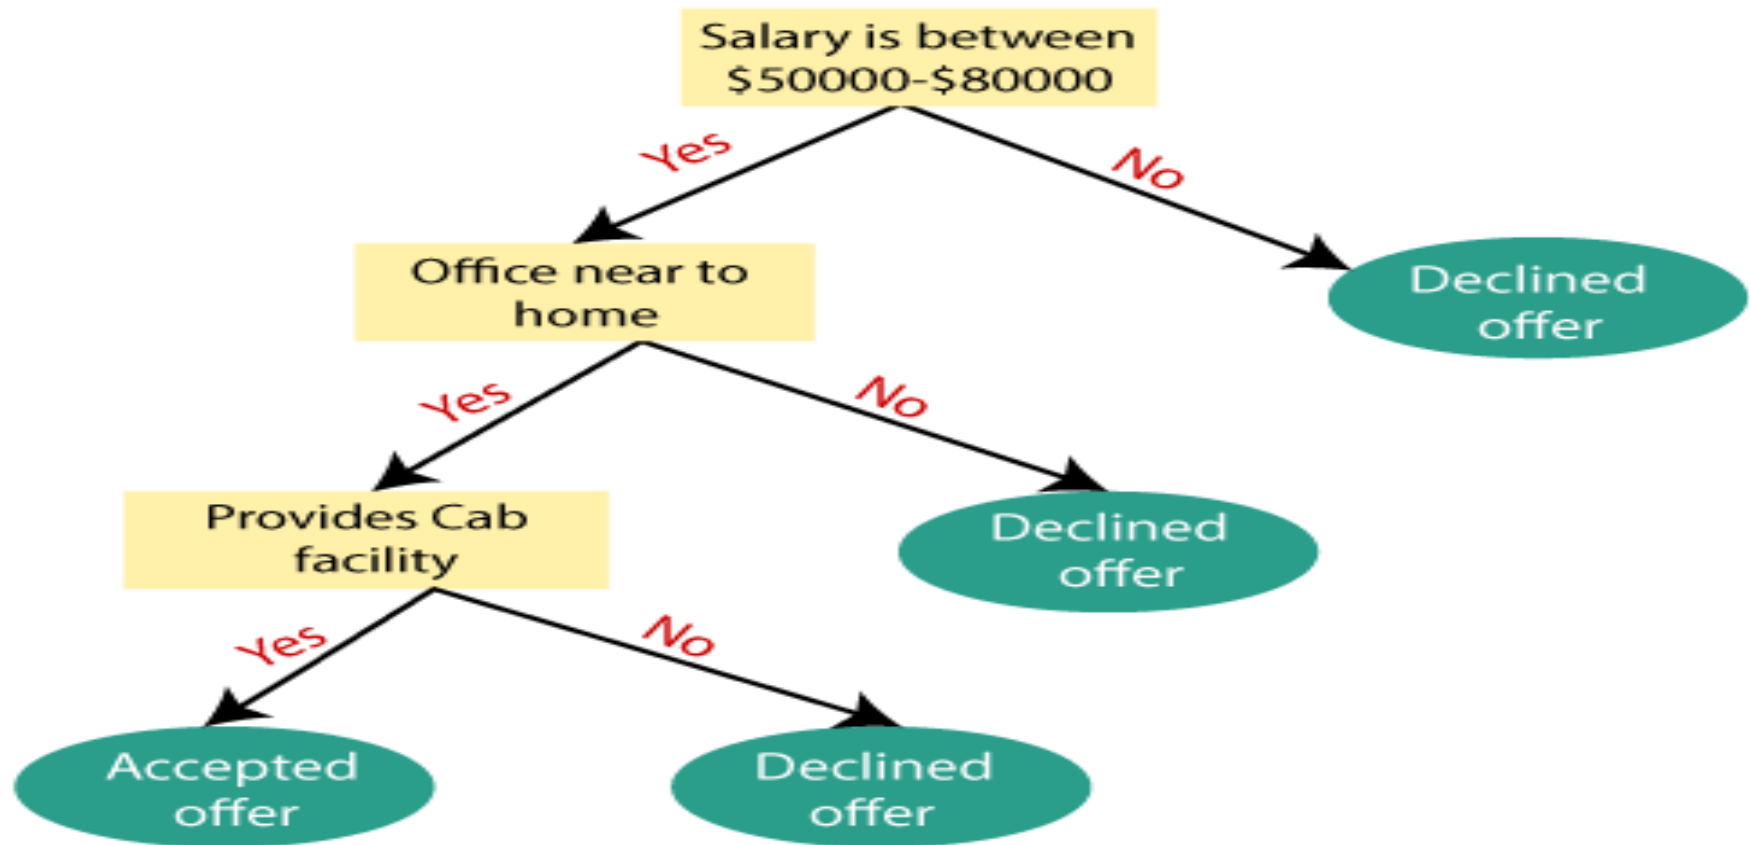 Salary is between
$50000-$80000
Yes
No
Office near to
home
Declined
offer
Yes
No
Provides Cab
facility
Declined
offer
Yes
No
Accepted
offer
Declined
offer